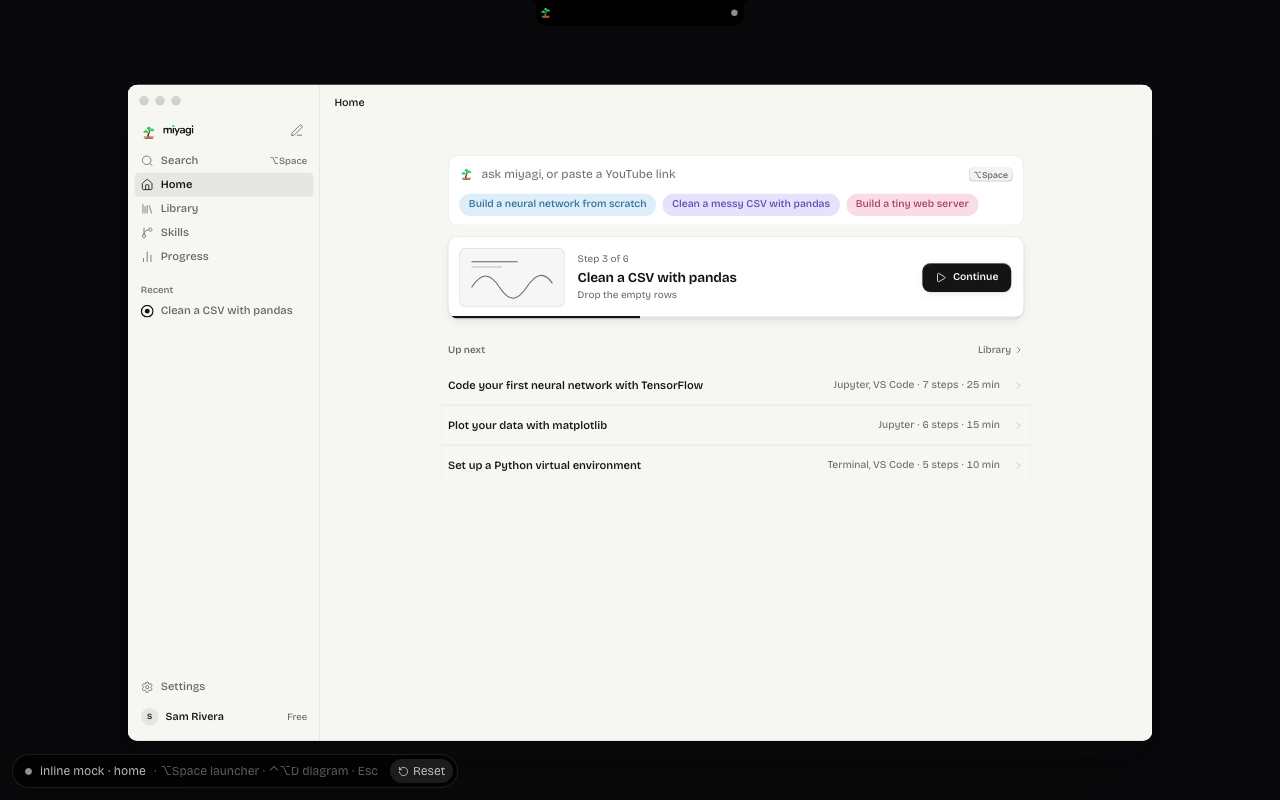 Home
miyagi
Search ⌥Space
Home
Library
Skills
Progress
Recent
Clean a CSV with pandas
Settings
S Sam Rivera Free
ask miyagi, or paste a YouTube link ⌥Space
Build a neural network from scratch Clean a messy CSV with pandas Build a tiny web server
Step 3 of 6
Clean a CSV with pandas
Drop the empty rows
Continue
Up next Library
Code your first neural network with TensorFlow Jupyter, VS Code · 7 steps · 25 min
Plot your data with matplotlib Jupyter · 6 steps · 15 min
Set up a Python virtual environment Terminal, VS Code · 5 steps · 10 min
inline mock · home · ⌥Space launcher · ^⌥D diagram · Esc Reset